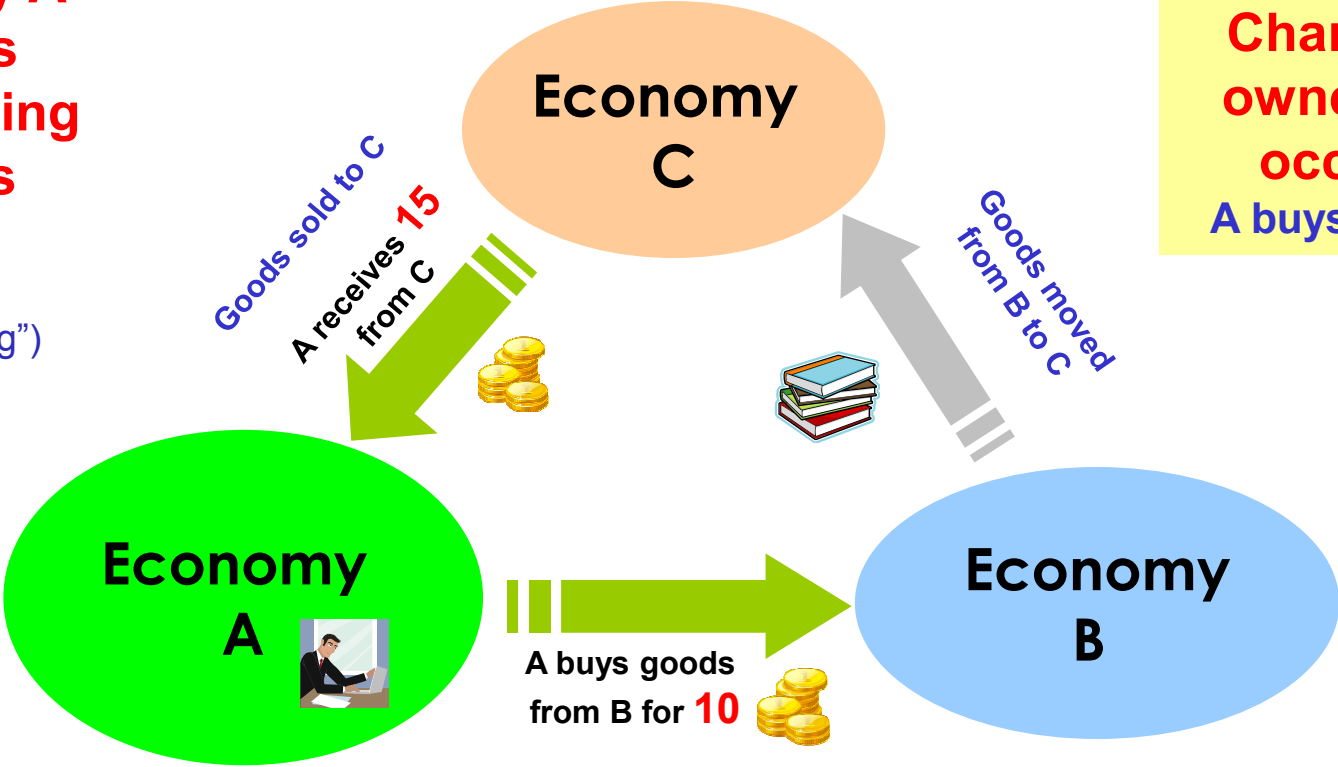 s
ing
s
g”)
Economy
C
Goods sold to C
A receives 15
from C
Goods moved
from B to C
Char
owne
occ
A buys
Economy
A
A buys goods
from B for 10
Economy
B